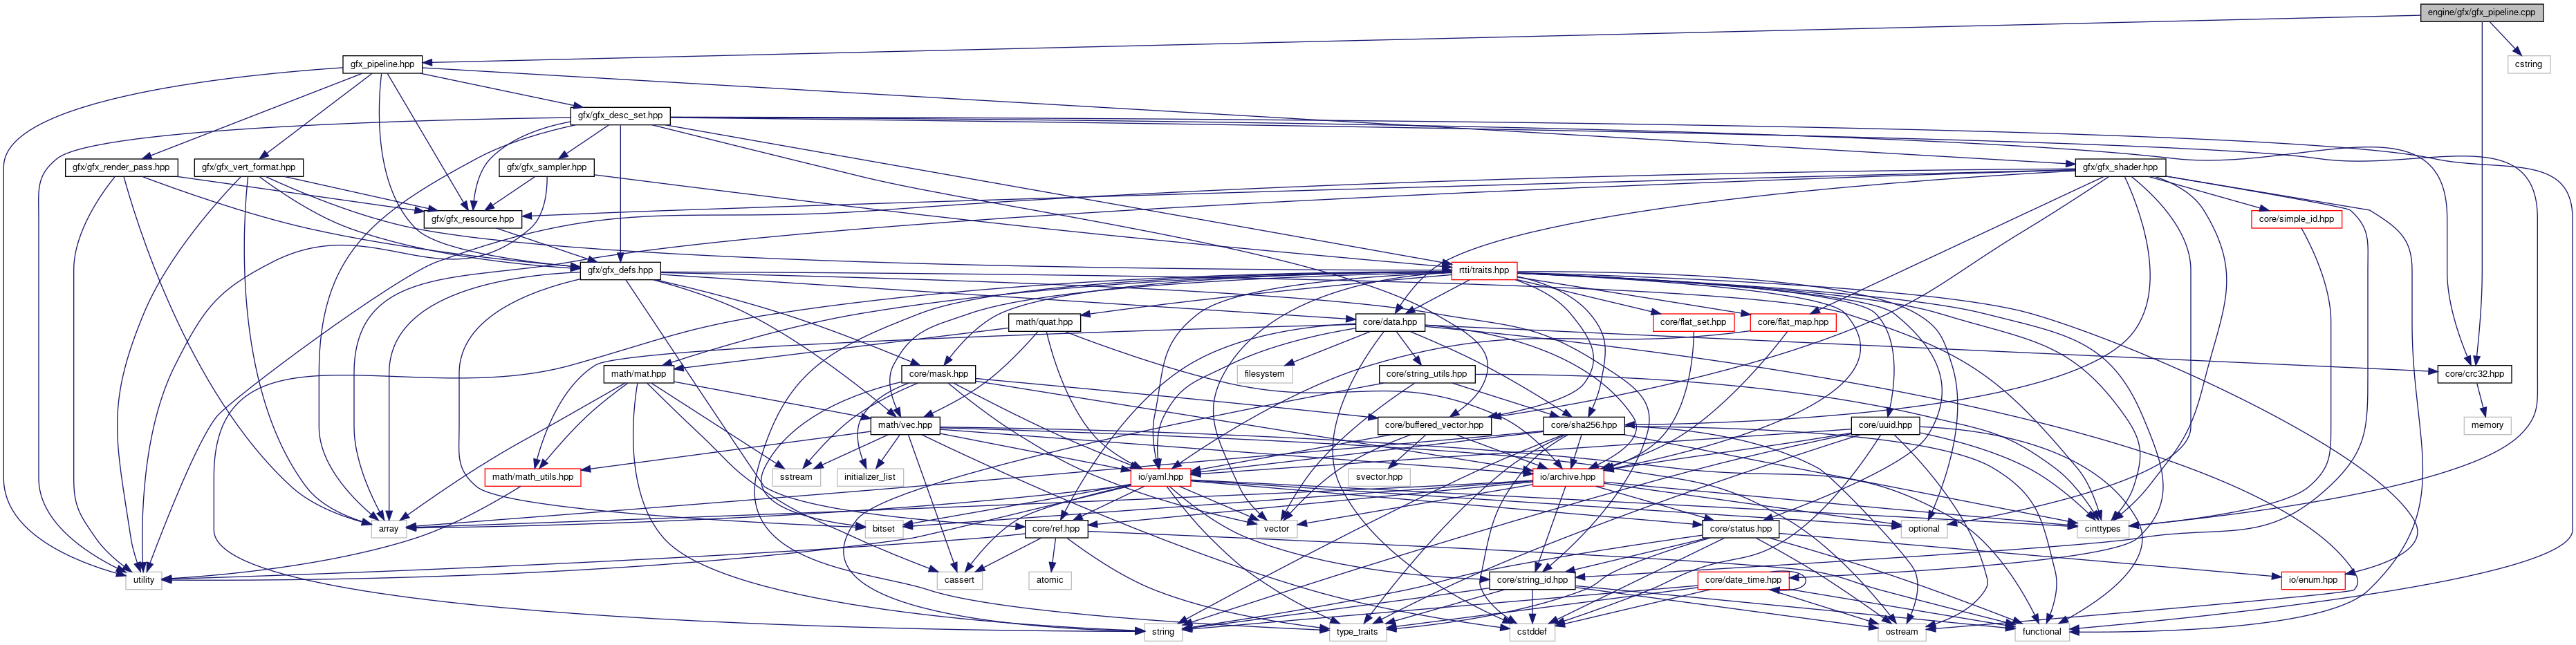 engine/gfx/gfx_pipeline.cpp
gfx_pipeline.hpp
cstring
gfx/gfx_desc_set.hpp
gfx/gfx_render_pass.hpp
gfx/gfx_vert_format.hpp
gfx/gfx_sampler.hpp
gfx/gfx_shader.hpp
gfx/gfx_resource.hpp
core/simple_id.hpp
gfx/gfx_defs.hpp
rtti/traits.hpp
math/quat.hpp
core/data.hpp
core/flat_set.hpp
core/flat_map.hpp
math/mat.hpp
core/mask.hpp
filesystem
core/string_utils.hpp
core/crc32.hpp
math/vec.hpp
core/buffered_vector.hpp
core/sha256.hpp
core/uuid.hpp
memory
math/math_utils.hpp
sstream
initializer_list
io/yaml.hpp
svector.hpp
io/archive.hpp
array
bitset
core/ref.hpp
vector
core/status.hpp
optional
cinttypes
utility
cassert
atomic
core/string_id.hpp
core/date_time.hpp
io/enum.hpp
string
type_traits
cstddef
ostream
functional